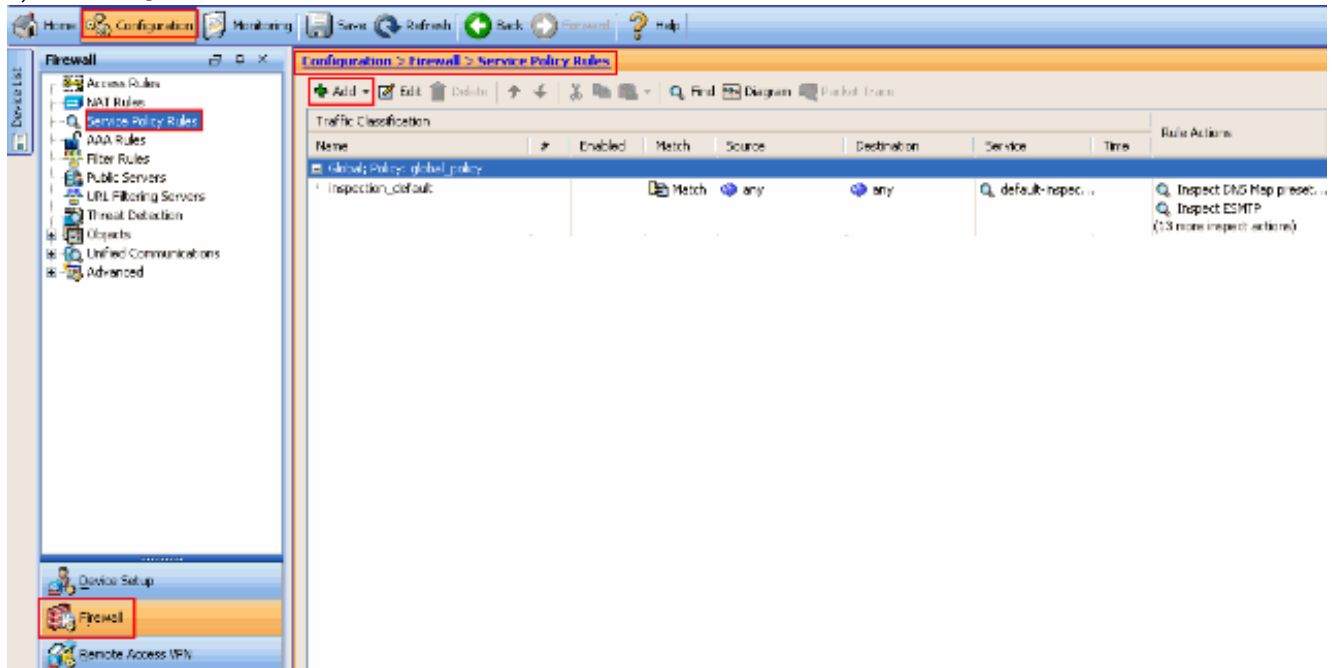 Home Configuration Monitoring Save Refresh Back Forward Help
Device List
Firewall
Access Rules
NAT Rules
Service Policy Rules
AAA Rules
Filter Rules
Public Servers
URL Filtering Servers
Threat Detection
Objects
Unified Communications
Advanced
Device Setup
Firewall
Remote Access VPN
Configuration > Firewall > Service Policy Rules
Add Edit Delete Find Diagram Packet Trace
Traffic Classification
Rule Actions
Name # Enabled Match Source Destination Service Time
Global; Policy: global_policy
inspection_default Match any any default-inspec...
Inspect DNS Map preset...
Inspect ESMTP
(13 more inspect actions)